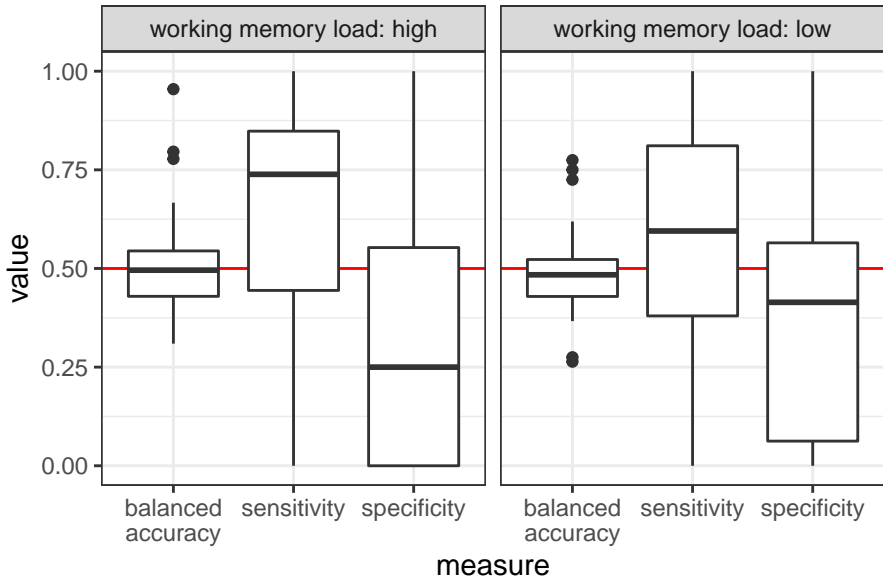 working memory load: high
working memory load: low
1.00
0.75
0.50
0.25
0.00
value
balanced
accuracy
sensitivity
specificity
balanced
accuracy
sensitivity
specificity
measure